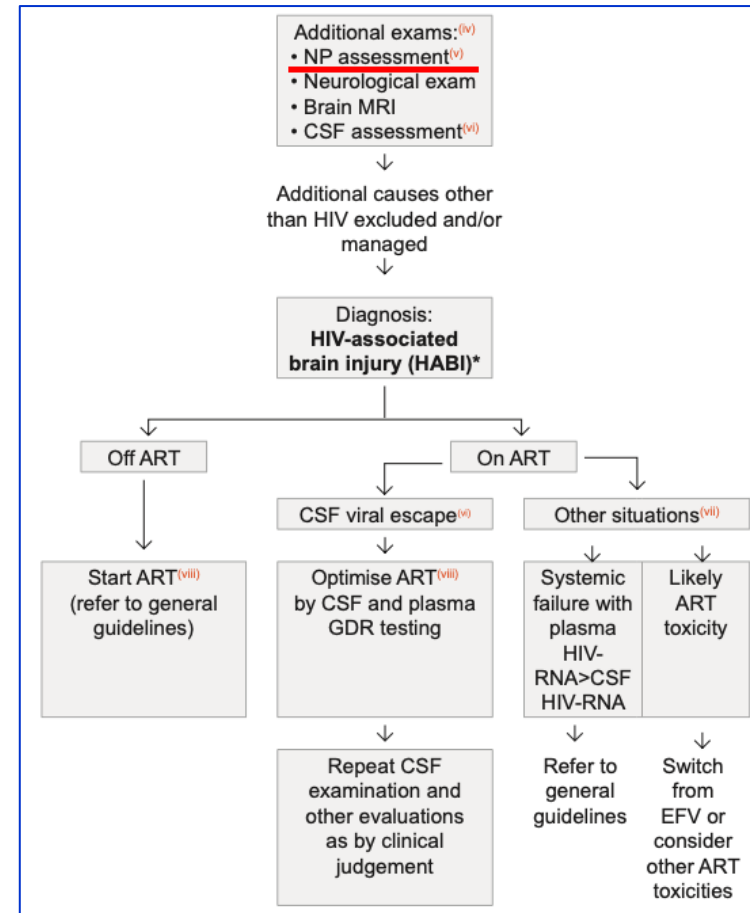 Additional exams:(iv)
• NP assessment(v)
• Neurological exam
• Brain MRI
• CSF assessment(vi)
Additional causes other
than HIV excluded and/or
managed
Diagnosis:
HIV-associated
brain injury (HABI)*
Off ART
On ART
CSF viral escape(vi)
Other situations(vii)
Start ART(viii)
(refer to general
guidelines)
Optimise ART(viii)
by CSF and plasma
GDR testing
Systemic
failure with
plasma
HIV-
RNA>CSF
HIV-RNA
Likely
ART
toxicity
Repeat CSF
examination and
other evaluations
as by clinical
judgement
Refer to
general
guidelines
Switch
from
EFV or
consider
other ART
toxicities